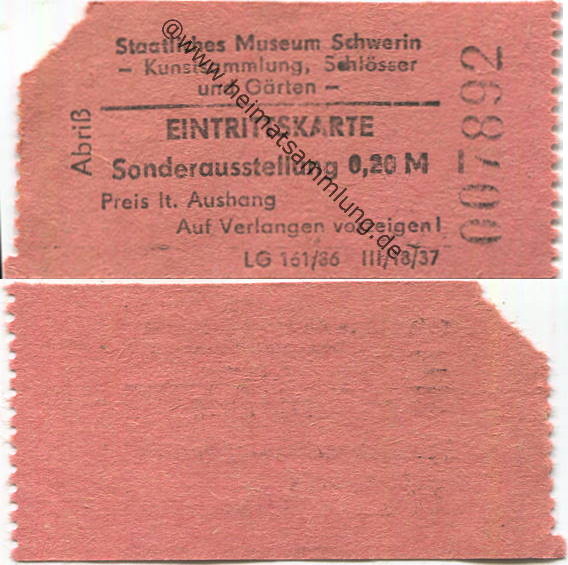 Staatliches Museum Schwerin
– Kunstsammlung, Schlösser
und Gärten –
EINTRITTSKARTE
Sonderausstellung 0,20 M
Preis lt. Aushang
Auf Verlangen vorzeigen!
LG 161/86 III/18/37
Abriß
007892
@www.heimatsammlung.de